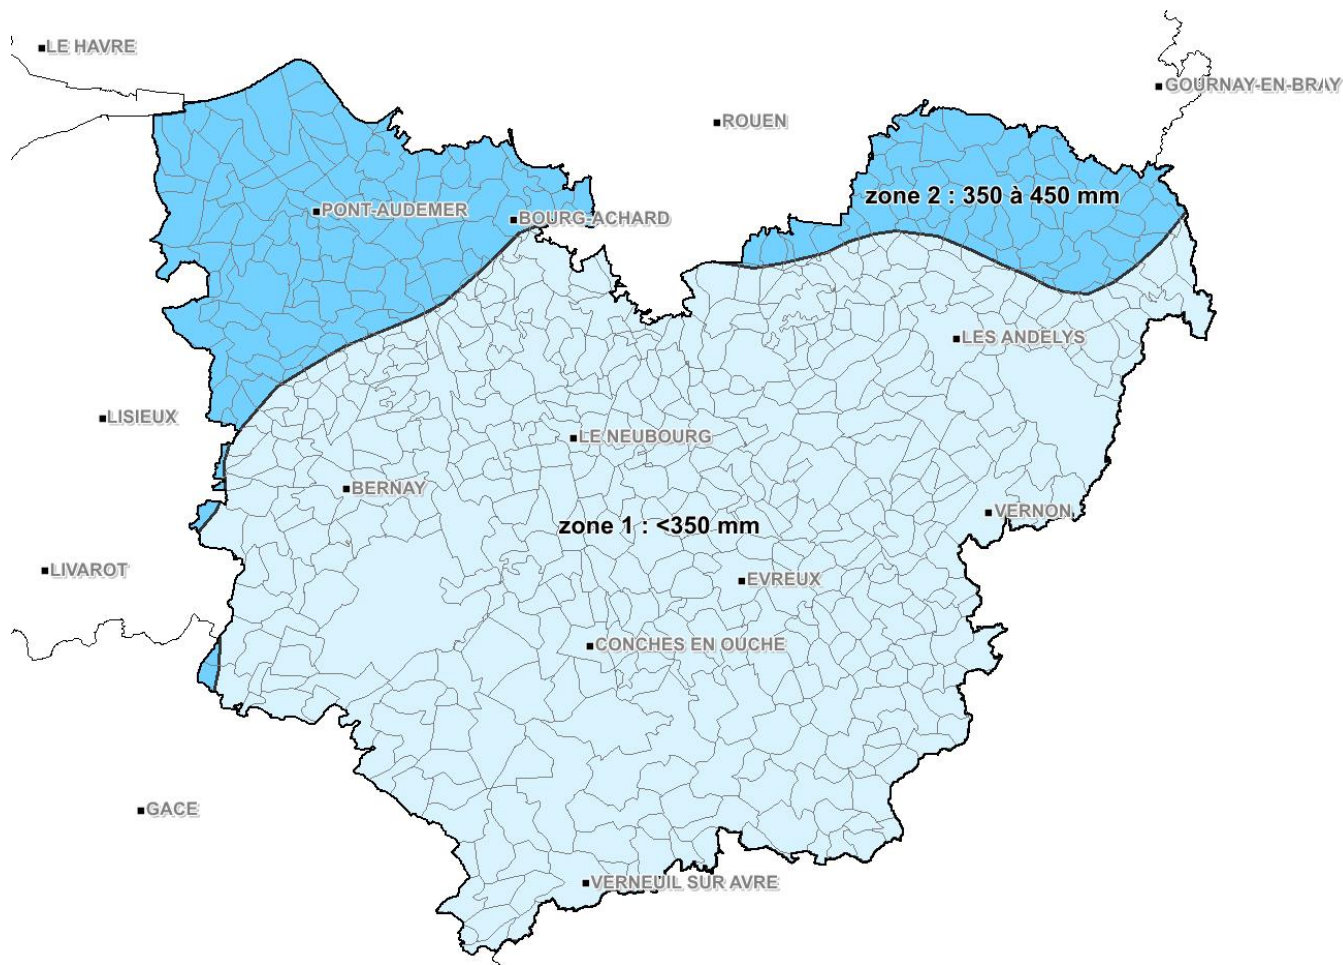 LE HAVRE
GOURNAY-EN-BRAY
ROUEN
zone 2 : 350 à 450 mm
PONT-AUDEMER
BOURG-ACHARD
LES ANDELYS
LISIEUX
LE NEUBOURG
BERNAY
VERNON
zone 1 : <350 mm
LIVAROT
EVREUX
CONCHES EN OUCHE
GACE
VERNEUIL SUR AVRE